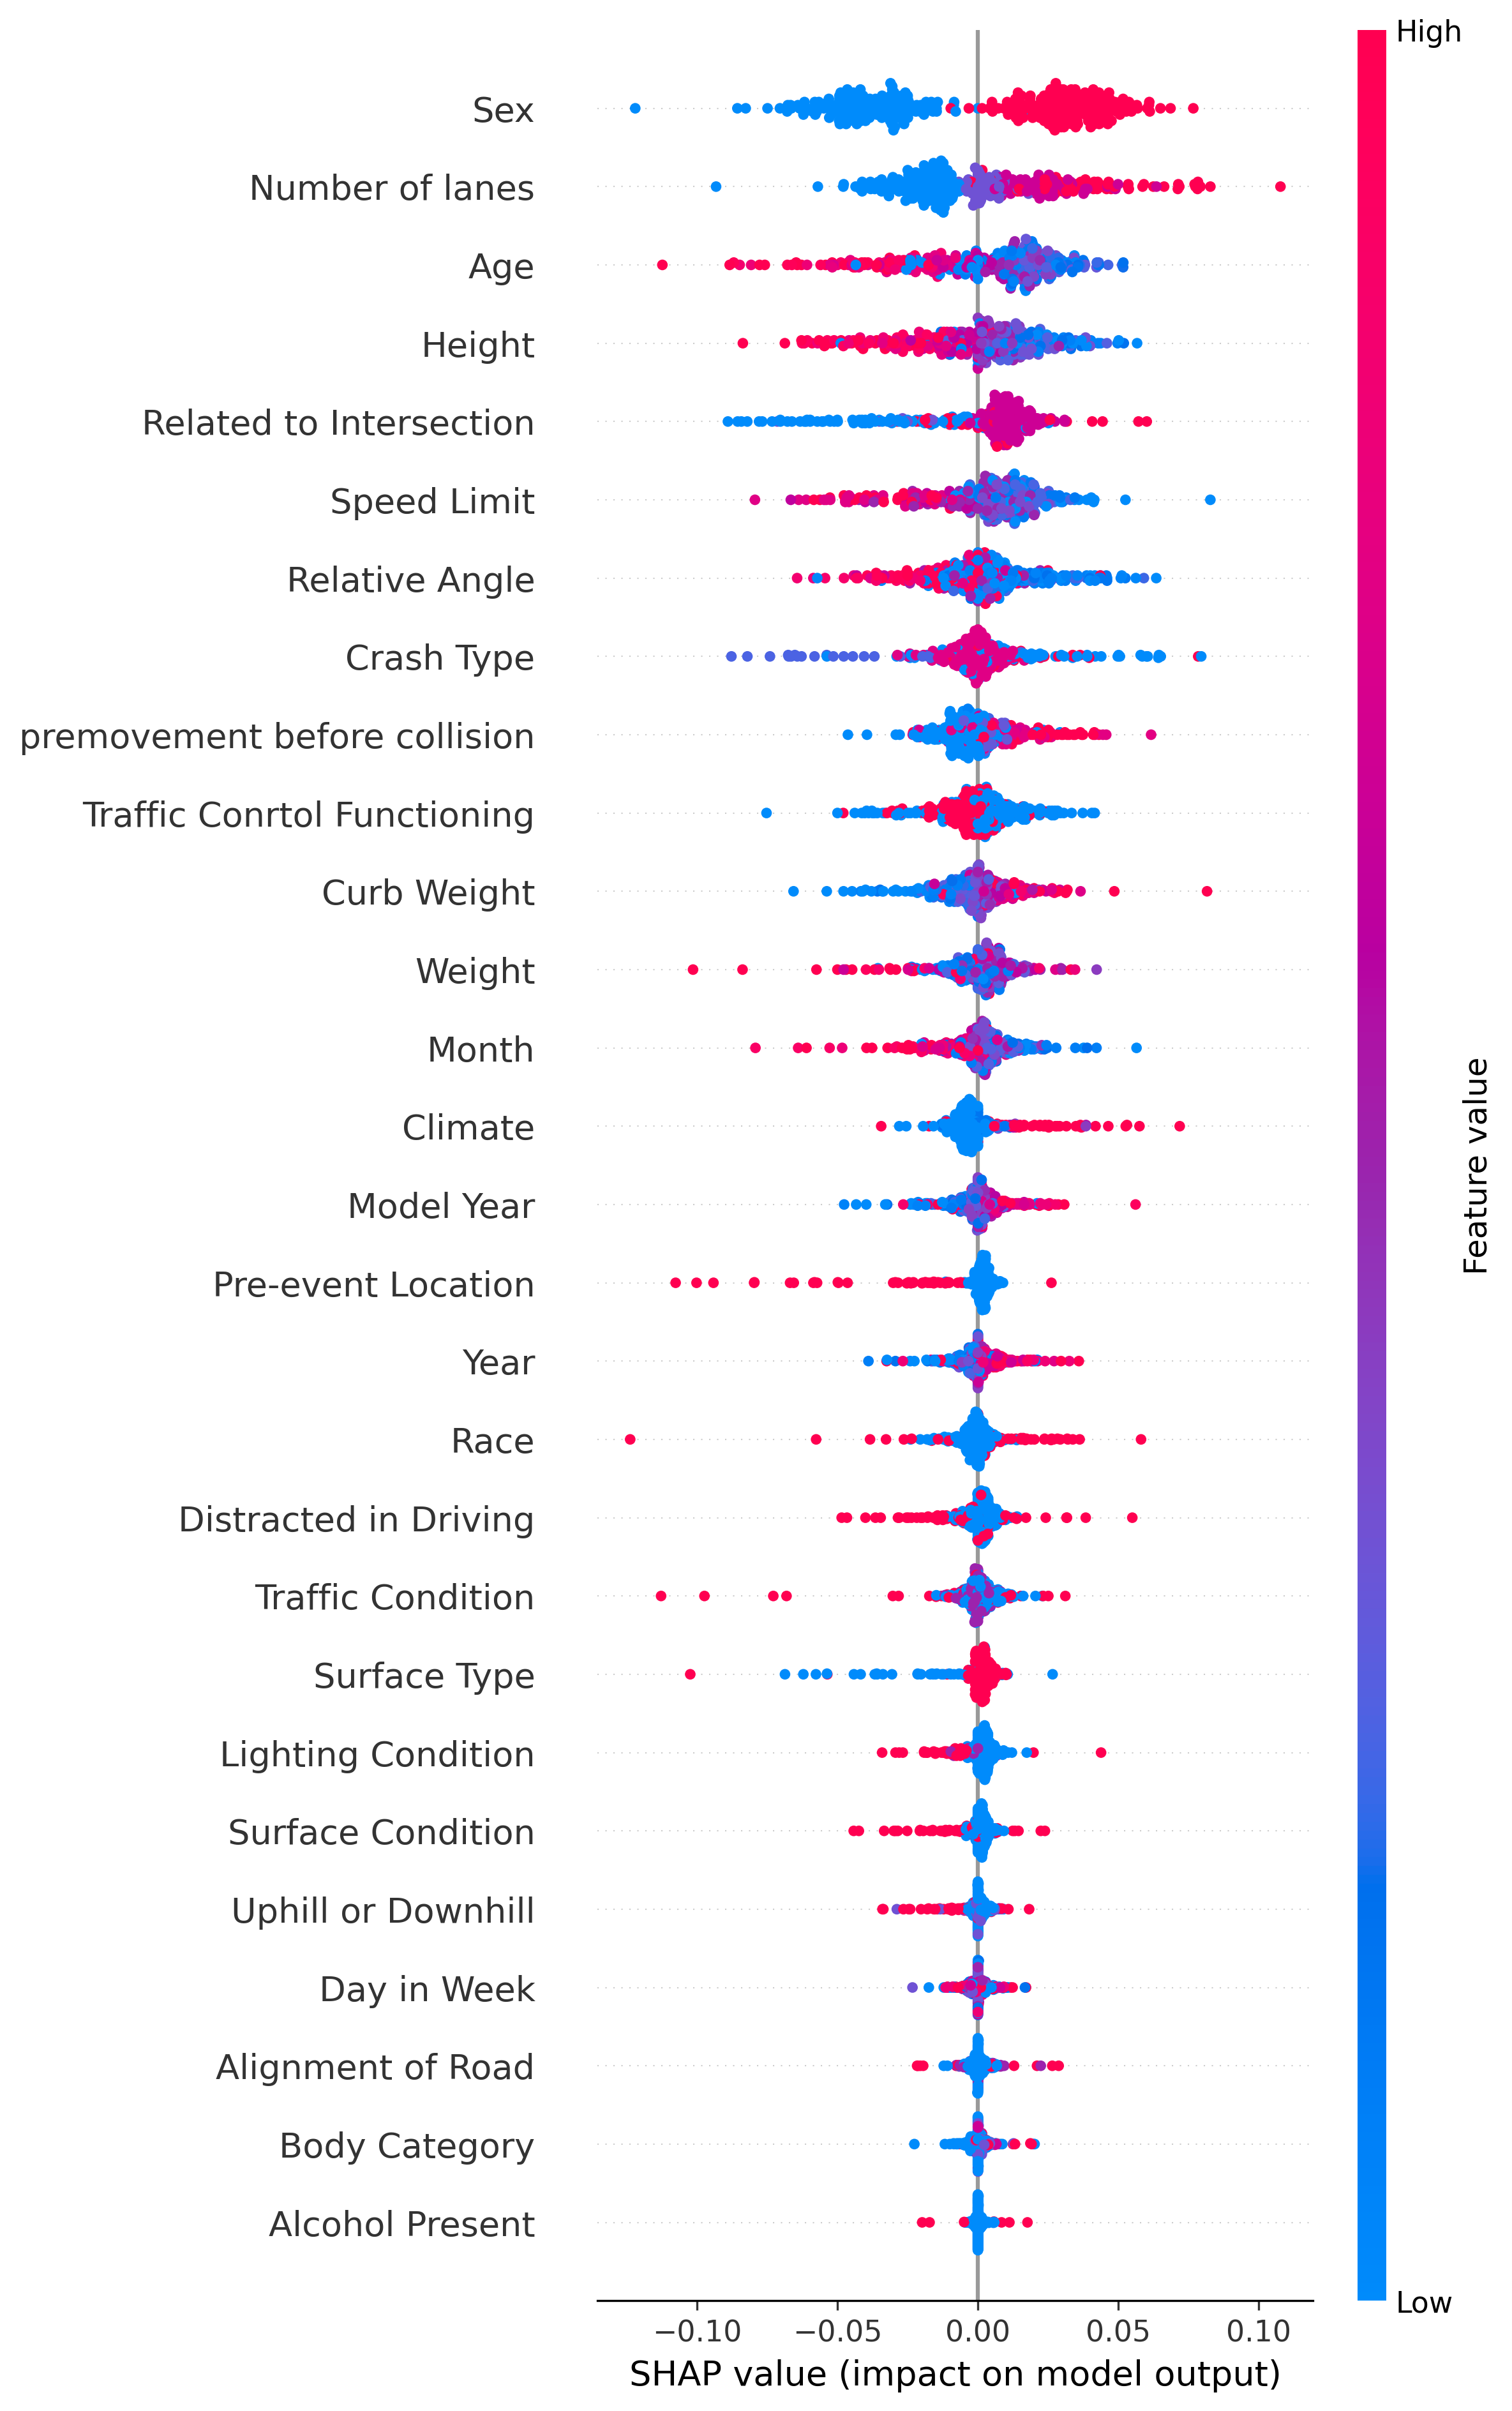 High
Sex
Number of lanes
Age
Height
Related to Intersection
Speed Limit
Relative Angle
Crash Type
premovement before collision
Traffic Conrtol Functioning
Curb Weight
Weight
Month
Climate
Model Year
Pre-event Location
Year
Race
Distracted in Driving
Traffic Condition
Surface Type
Lighting Condition
Surface Condition
Uphill or Downhill
Day in Week
Alignment of Road
Body Category
Alcohol Present
Feature value
Low
−0.10 −0.05 0.00 0.05 0.10
SHAP value (impact on model output)